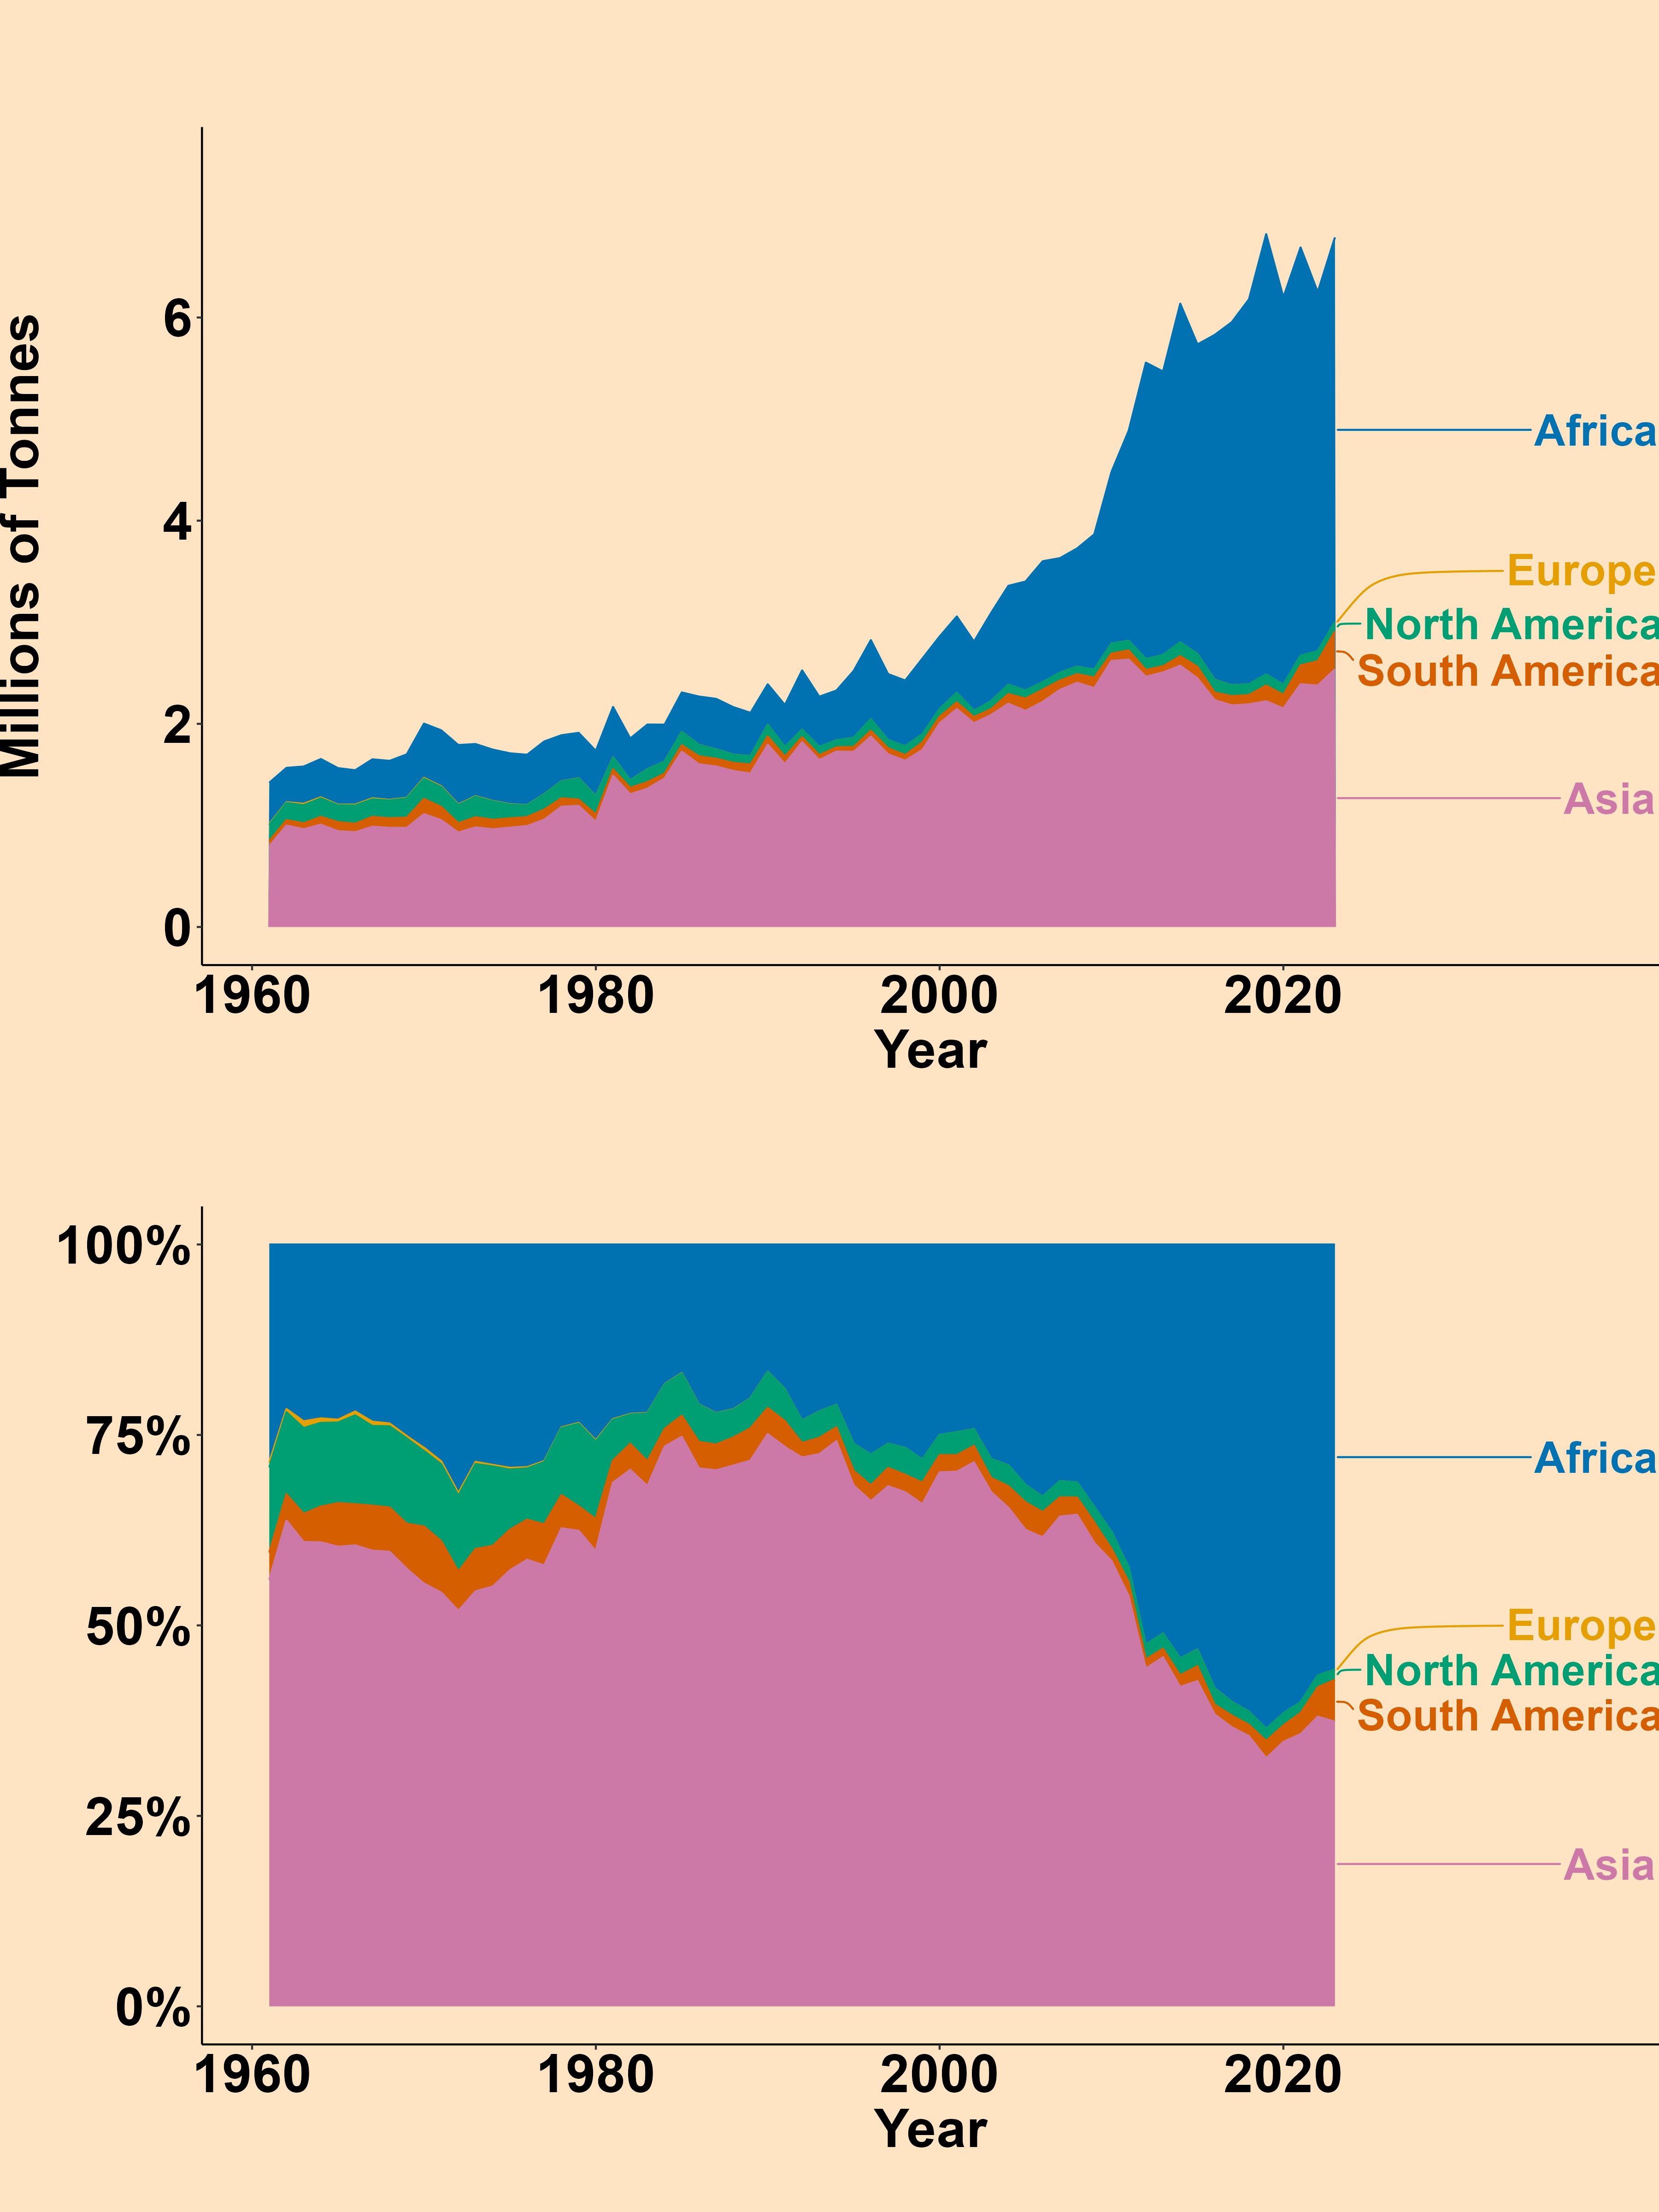 Millions of Tonnes
6
4
2
0
Africa
Europe
North America
South America
Asia
1960 1980 2000 2020
Year
100%
75%
50%
25%
0%
Africa
Europe
North America
South America
Asia
1960 1980 2000 2020
Year